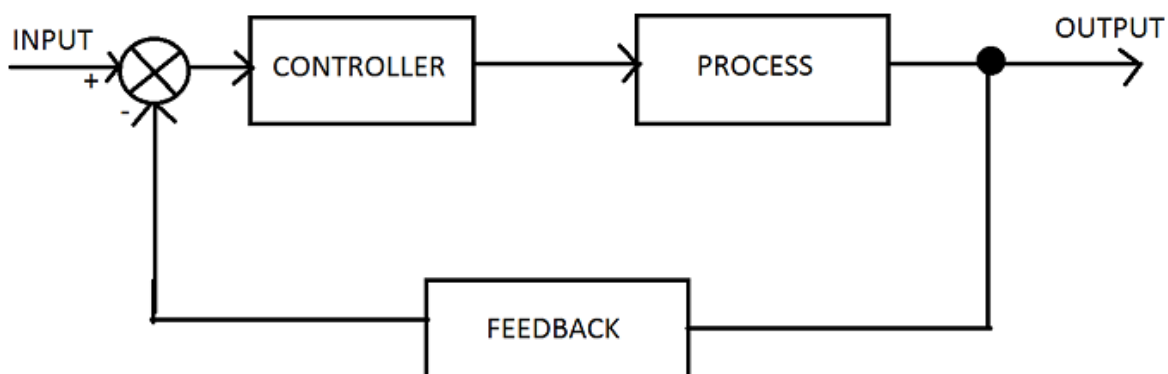 INPUT
OUTPUT
+
CONTROLLER
PROCESS
-
FEEDBACK